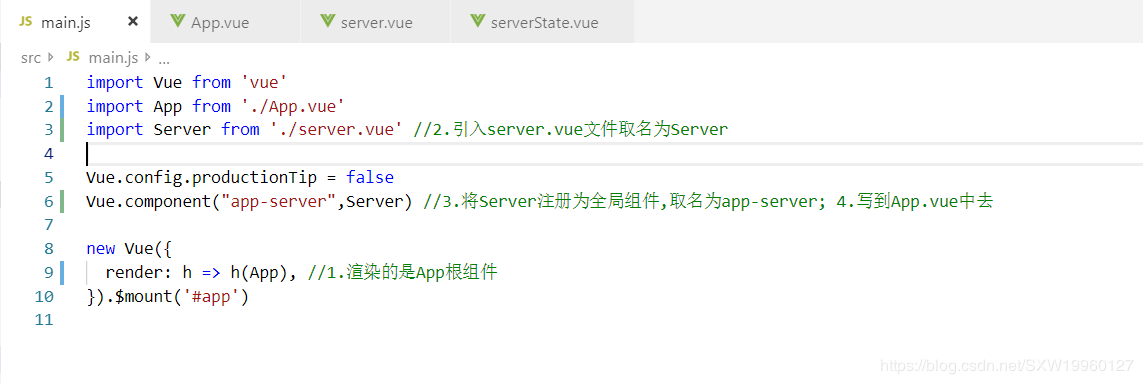 JS main.js × App.vue server.vue serverState.vue
src JS main.js ...
1 import Vue from 'vue'
2 import App from './App.vue'
3 import Server from './server.vue' //2.引入server.vue文件取名为Server
4
5 Vue.config.productionTip = false
6 Vue.component("app-server",Server) //3.将Server注册为全局组件,取名为app-server; 4.写到App.vue中去
7
8 new Vue({
9 render: h => h(App), //1.渲染的是App根组件
10 }).$mount('#app')
11
https://blog.csdn.net/SXW19960127